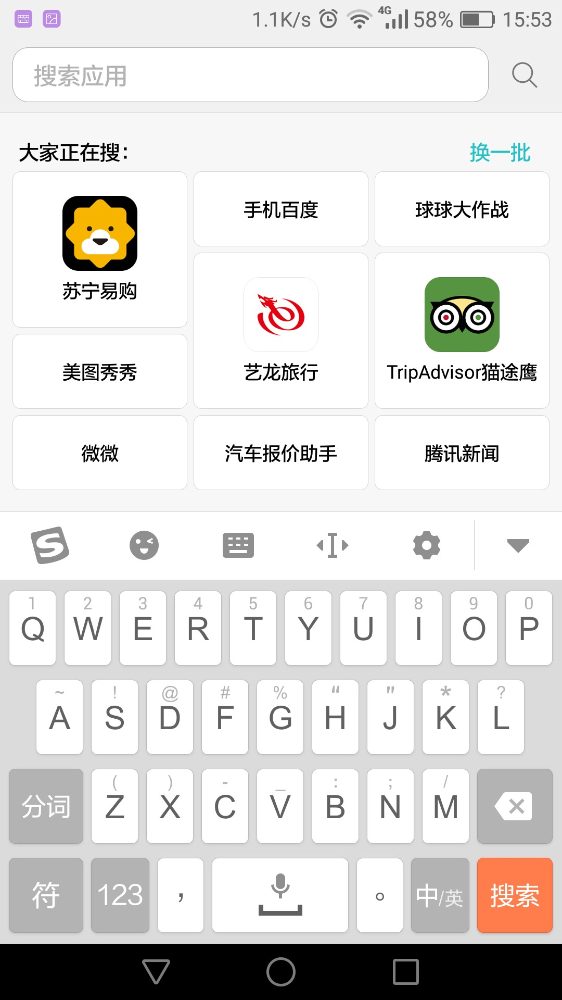 1.1K/s 4G 58% 15:53
搜索应用
大家正在搜: 换一批
苏宁易购
手机百度
球球大作战
美图秀秀
艺龙旅行
TripAdvisor猫途鹰
微微
汽车报价助手
腾讯新闻
1 2 3 4 5 6 7 8 9 0
Q W E R T Y U I O P
~ ! @ # % “ " * ?
A S D F G H J K L
( ) - _ : ; /
分词 Z X C V B N M
符 123 , 。 中/英 搜索